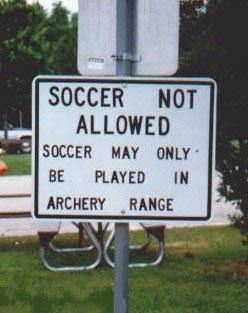 SOCCER NOT
ALLOWED
SOCCER MAY ONLY
BE PLAYED IN
ARCHERY RANGE